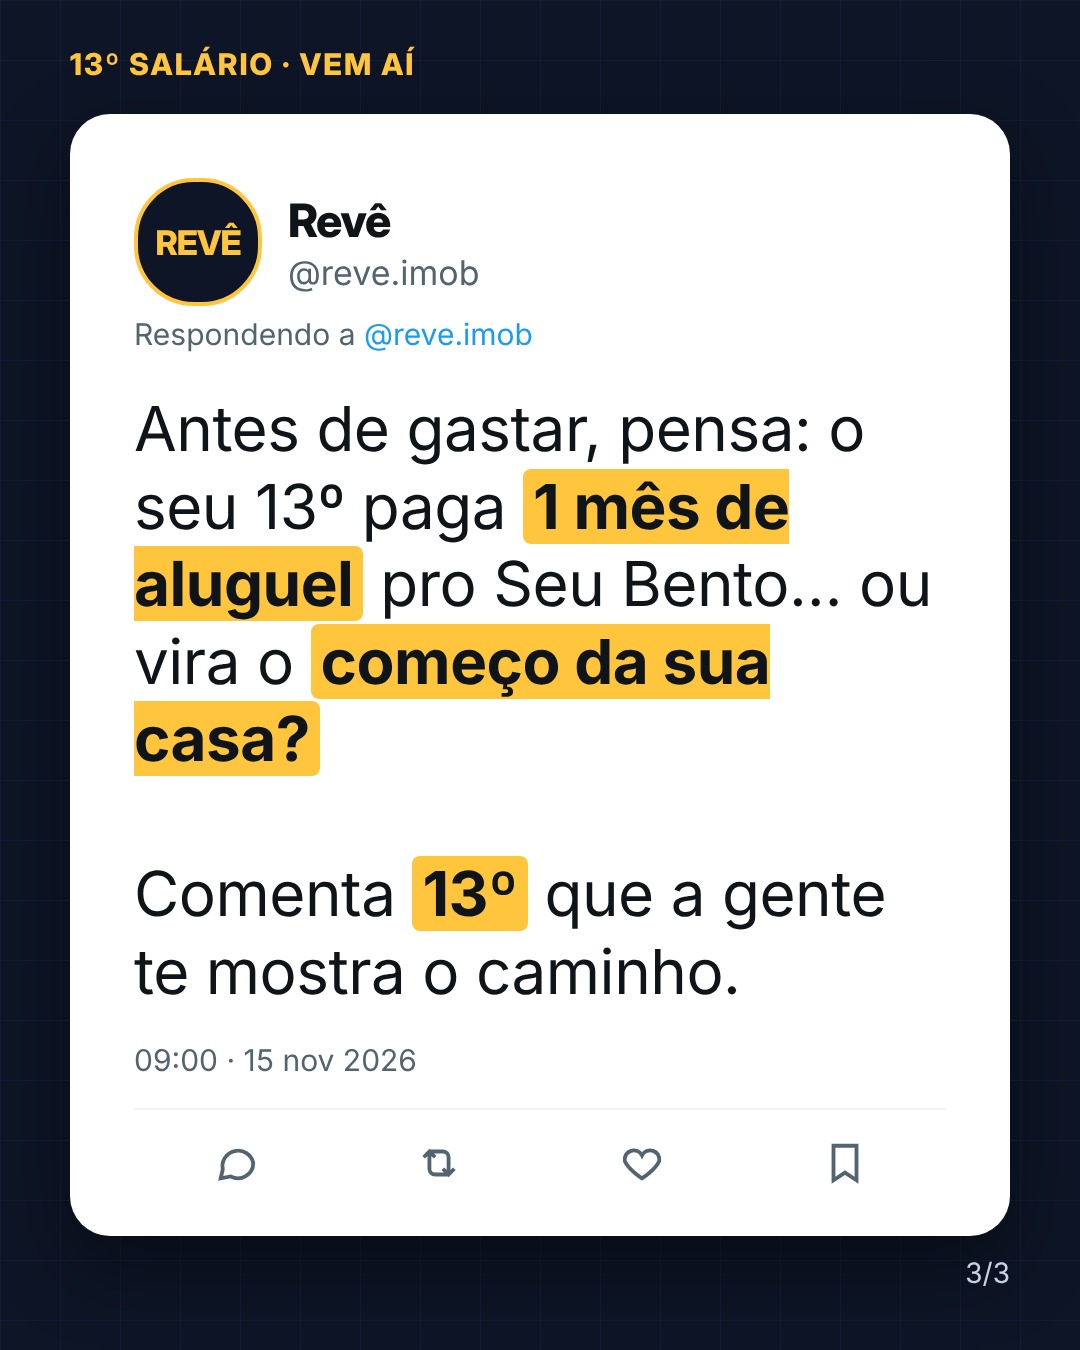 13º SALÁRIO · VEM AÍ
REVÊ
Revê
@reve.imob
Respondendo a @reve.imob
Antes de gastar, pensa: o
seu 13º paga 1 mês de
aluguel pro Seu Bento... ou
vira o começo da sua
casa?
Comenta 13º que a gente
te mostra o caminho.
09:00 · 15 nov 2026
3/3